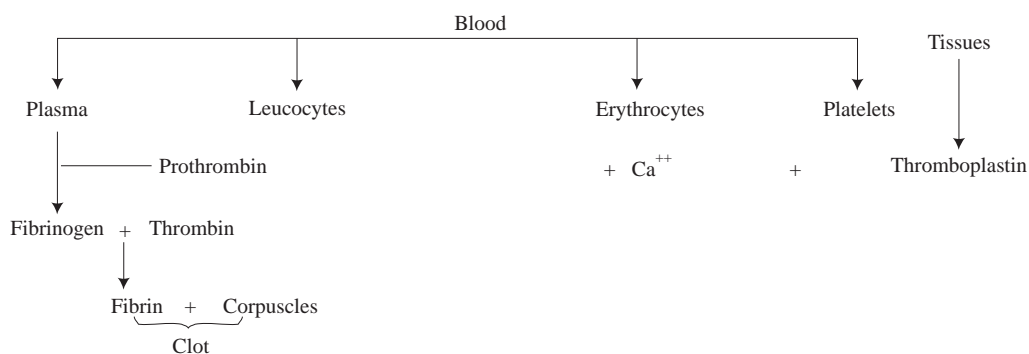 Blood
Tissues
Plasma
Leucocytes
Erythrocytes
Platelets
Prothrombin
+ Ca⁺⁺ +
Thromboplastin
Fibrinogen + Thrombin
Fibrin + Corpuscles
Clot